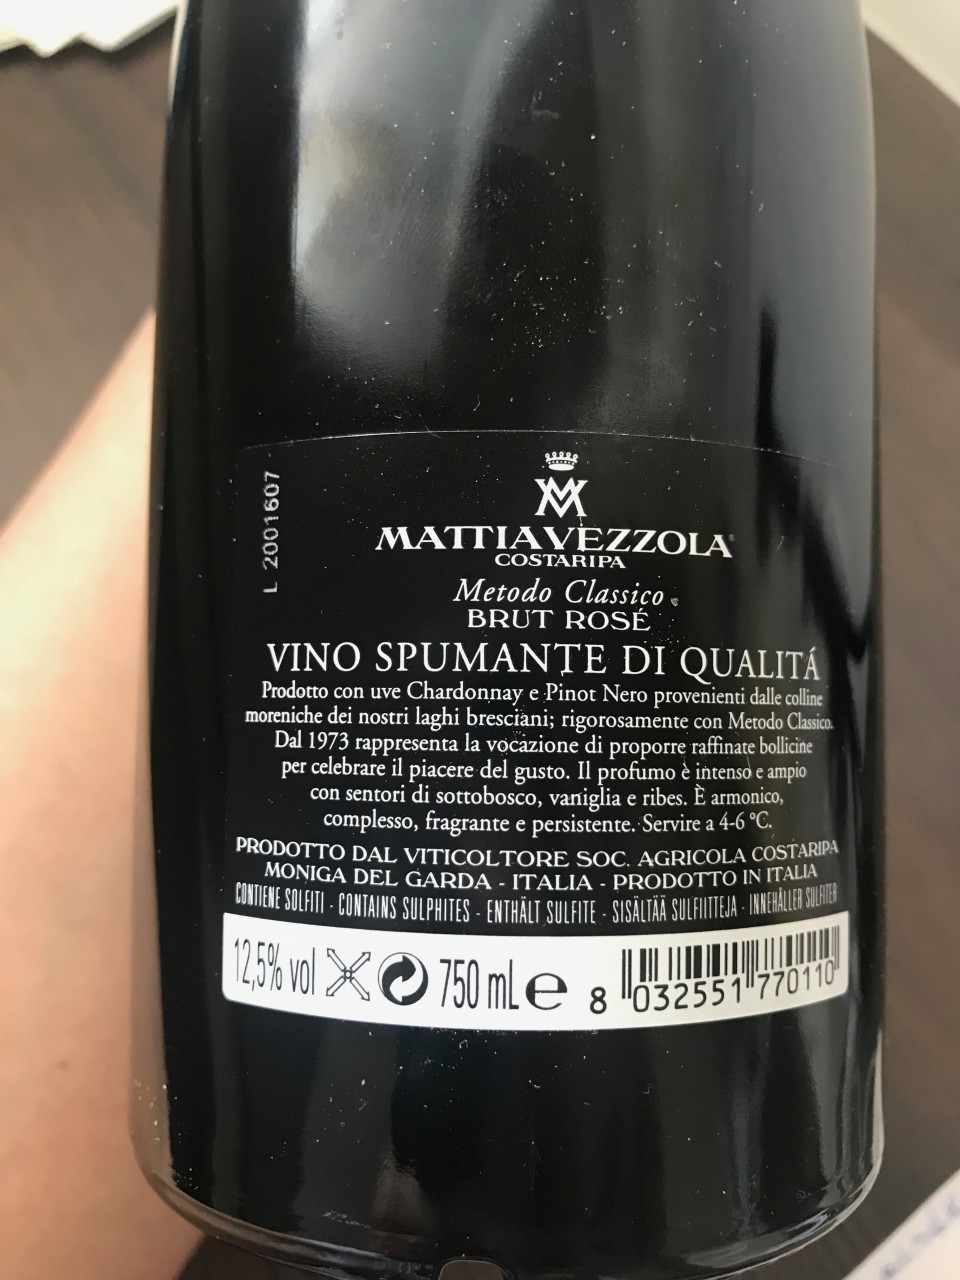 L 2001607
MATTIAVEZZOLA
COSTARIPA
Metodo Classico
BRUT ROSÉ
VINO SPUMANTE DI QUALITÁ
Prodotto con uve Chardonnay e Pinot Nero provenienti dalle colline
moreniche dei nostri laghi bresciani; rigorosamente con Metodo Classico.
Dal 1973 rappresenta la vocazione di proporre raffinate bollicine
per celebrare il piacere del gusto. Il profumo è intenso e ampio
con sentori di sottobosco, vaniglia e ribes. È armonico,
complesso, fragrante e persistente. Servire a 4-6 °C.
PRODOTTO DAL VITICOLTORE SOC. AGRICOLA COSTARIPA
MONIGA DEL GARDA - ITALIA - PRODOTTO IN ITALIA
CONTIENE SOLFITI - CONTAINS SULPHITES - ENTHÄLT SULFITE - SISÄLTÄÄ SULFIITTEJA - INNEHÅLLER SULFITER
12,5% vol 750 mL e 8 032551 770110